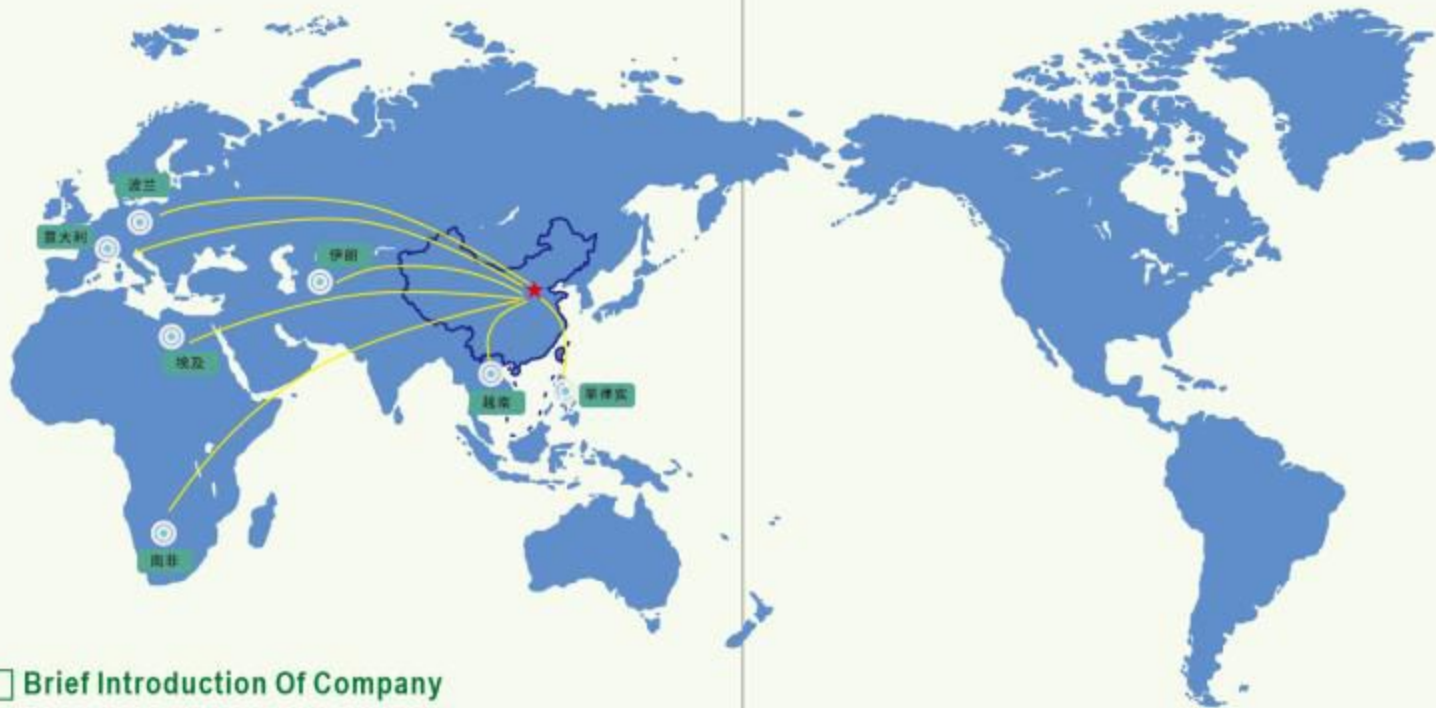 波兰
意大利
伊朗
埃及
越南
菲律宾
南非
Brief Introduction Of Company